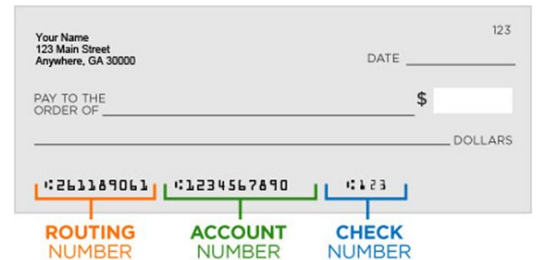 123
Your Name
123 Main Street
Anywhere, GA 30000
DATE
PAY TO THE
ORDER OF
$
DOLLARS
⑆261189061 ⑆1234567890 ⑆123
ROUTING
NUMBER
ACCOUNT
NUMBER
CHECK
NUMBER